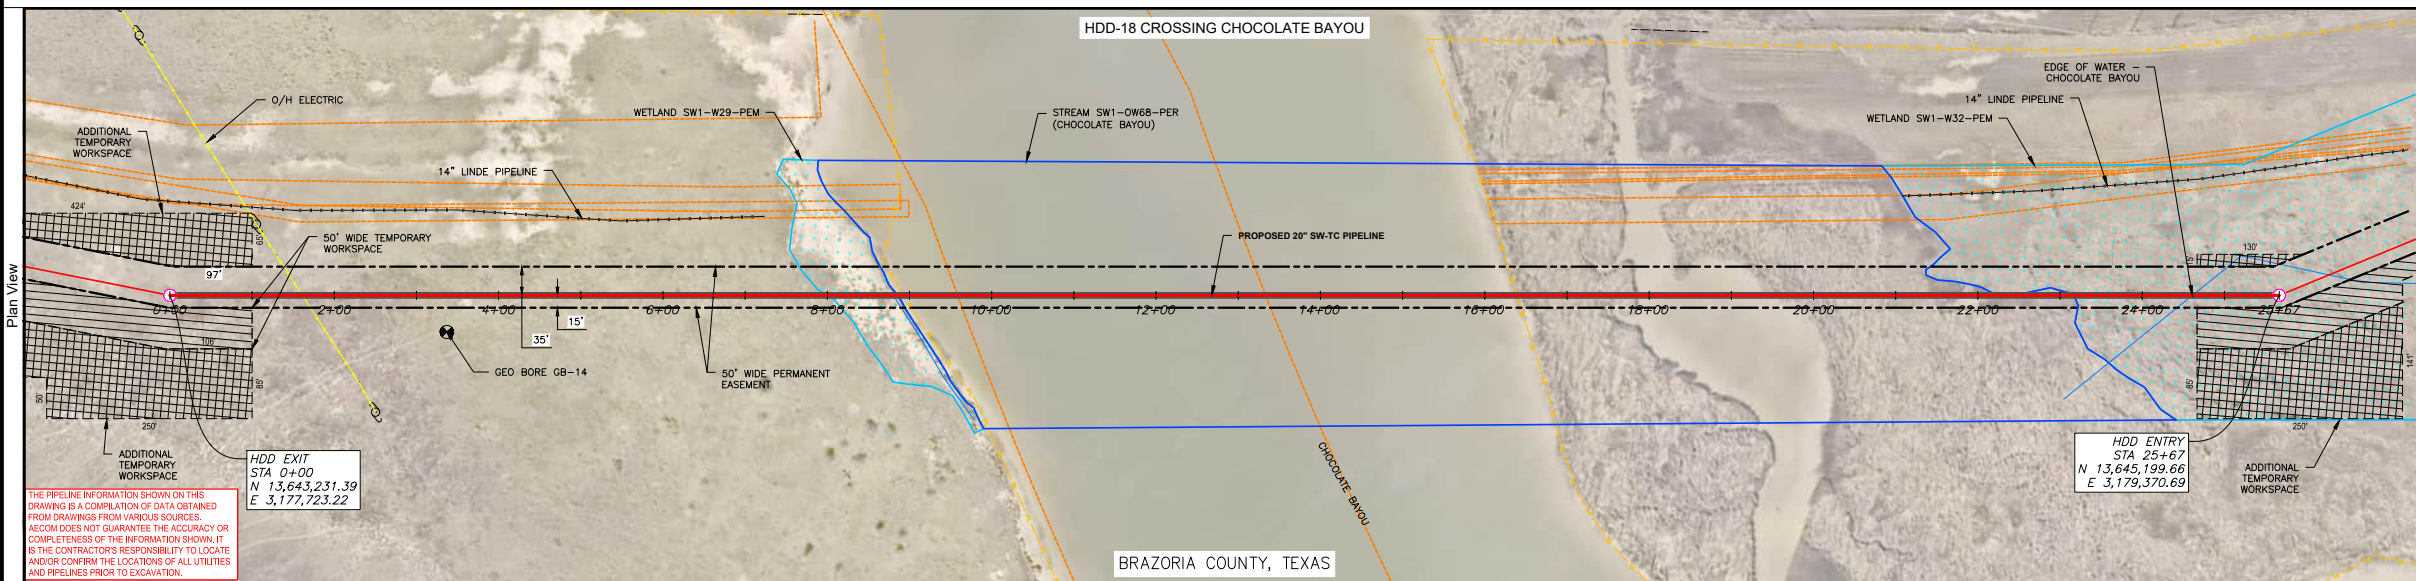 HDD-18 CROSSING CHOCOLATE BAYOU
Plan View
O/H ELECTRIC
ADDITIONAL
TEMPORARY
WORKSPACE
14" LINDE PIPELINE
WETLAND SW1-W29-PEM
STREAM SW1-OW68-PER
(CHOCOLATE BAYOU)
EDGE OF WATER -
CHOCOLATE BAYOU
14" LINDE PIPELINE
WETLAND SW1-W32-PEM
424'
65'
50' WIDE TEMPORARY
WORKSPACE
97'
PROPOSED 20" SW-TC PIPELINE
130'
15'
0+00
2+00
4+00
6+00
8+00
10+00
12+00
14+00
16+00
18+00
20+00
22+00
24+00
25+67
15'
35'
106'
85'
50'
250'
GEO BORE GB-14
50' WIDE PERMANENT
EASEMENT
85'
141'
250'
ADDITIONAL
TEMPORARY
WORKSPACE
HDD EXIT
STA 0+00
N 13,643,231.39
E 3,177,723.22
CHOCOLATE BAYOU
HDD ENTRY
STA 25+67
N 13,645,199.66
E 3,179,370.69
ADDITIONAL
TEMPORARY
WORKSPACE
THE PIPELINE INFORMATION SHOWN ON THIS
DRAWING IS A COMPILATION OF DATA OBTAINED
FROM DRAWINGS FROM VARIOUS SOURCES.
AECOM DOES NOT GUARANTEE THE ACCURACY OR
COMPLETENESS OF THE INFORMATION SHOWN. IT
IS THE CONTRACTOR'S RESPONSIBILITY TO LOCATE
AND/OR CONFIRM THE LOCATIONS OF ALL UTILITIES
AND PIPELINES PRIOR TO EXCAVATION.
BRAZORIA COUNTY, TEXAS